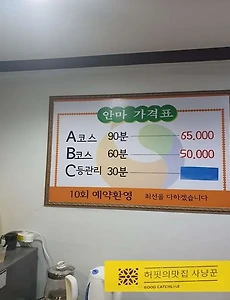 안마 가격표
A코스 90분 65,000
B코스 60분 50,000
C등관리 30분
10회 예약환영 최선을 다하겠습니다
허핏의맛집 사냥꾼
GOOD CATCHLIFE